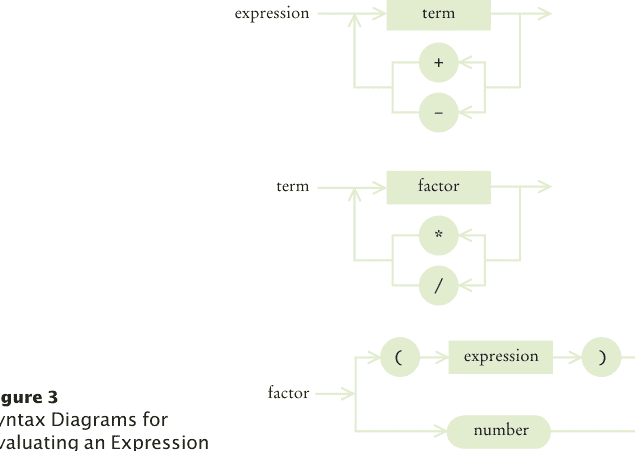 expression
term
+
–
term
factor
*
/
factor
(
expression
)
number
gure 3
yntax Diagrams for
valuating an Expression